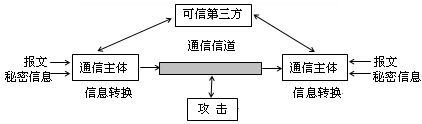 可信第三方
通信信道
报文
秘密信息
通信主体
通信主体
报文
秘密信息
信息转换
信息转换
攻 击